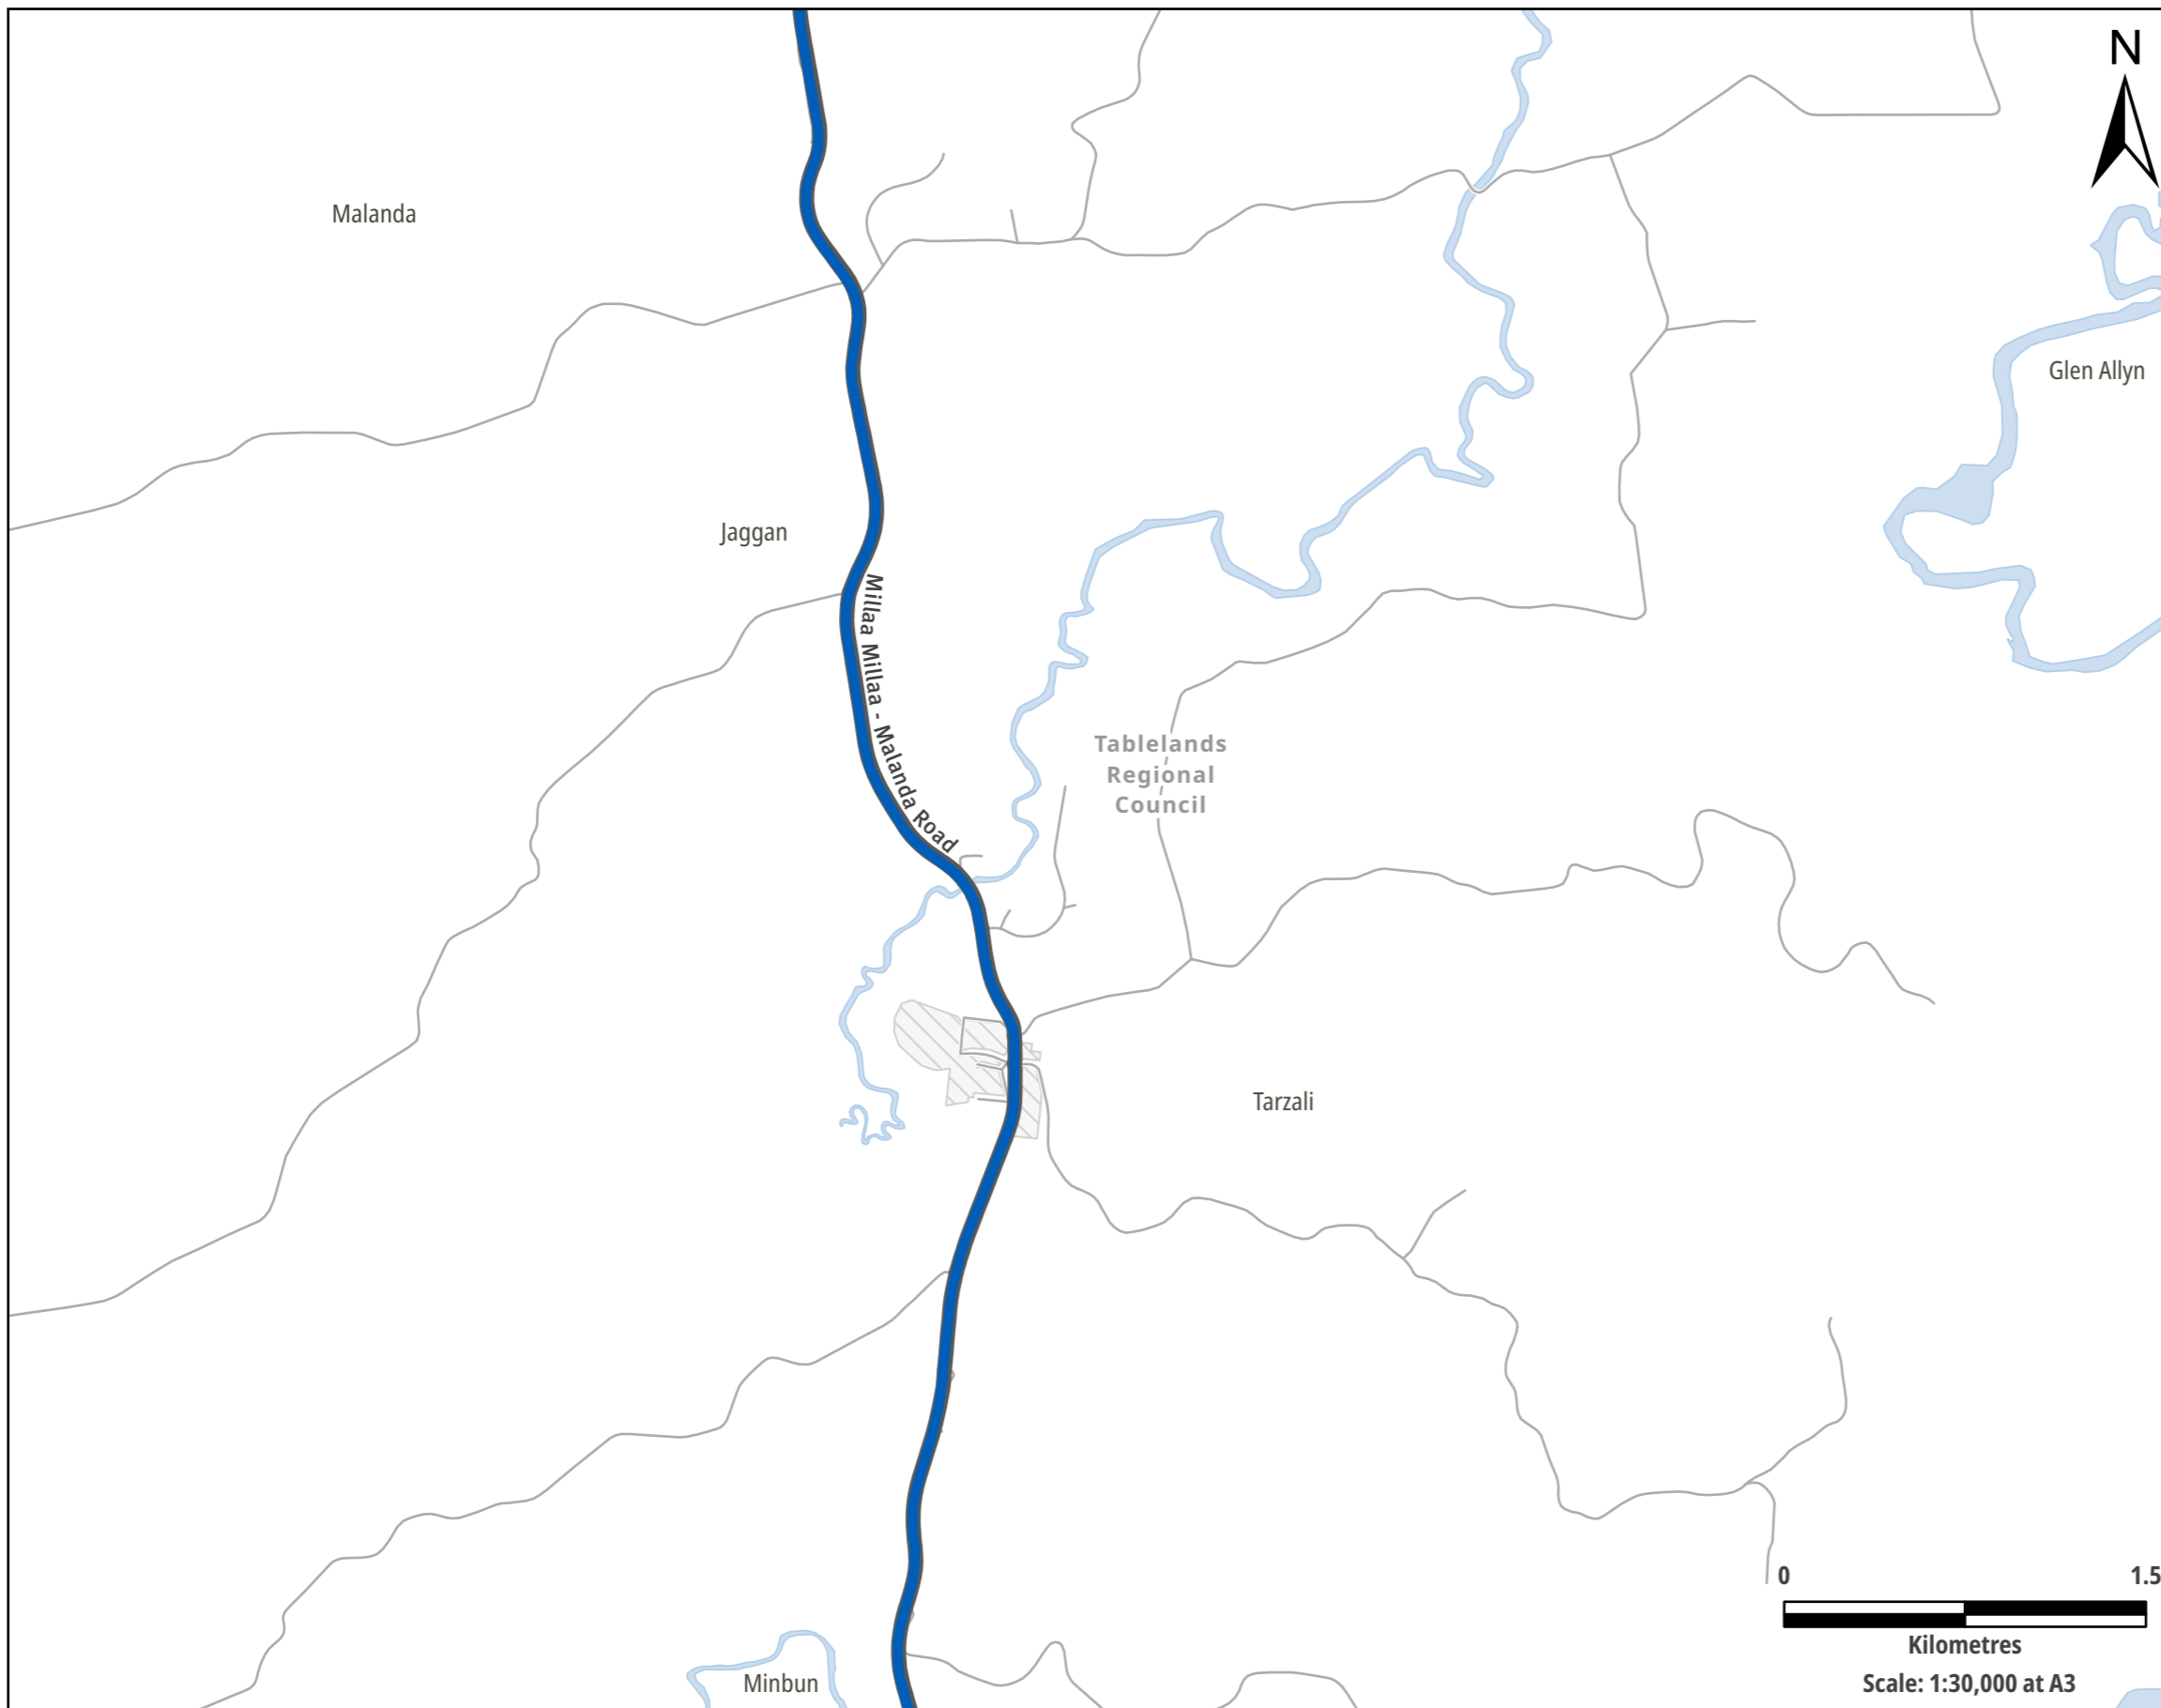 N
Malanda
Glen Allyn
Jaggan
Millaa Millaa - Malanda Road
Tablelands
Regional
Council
Tarzali
0 1.5
Kilometres
Scale: 1:30,000 at A3
Minbun